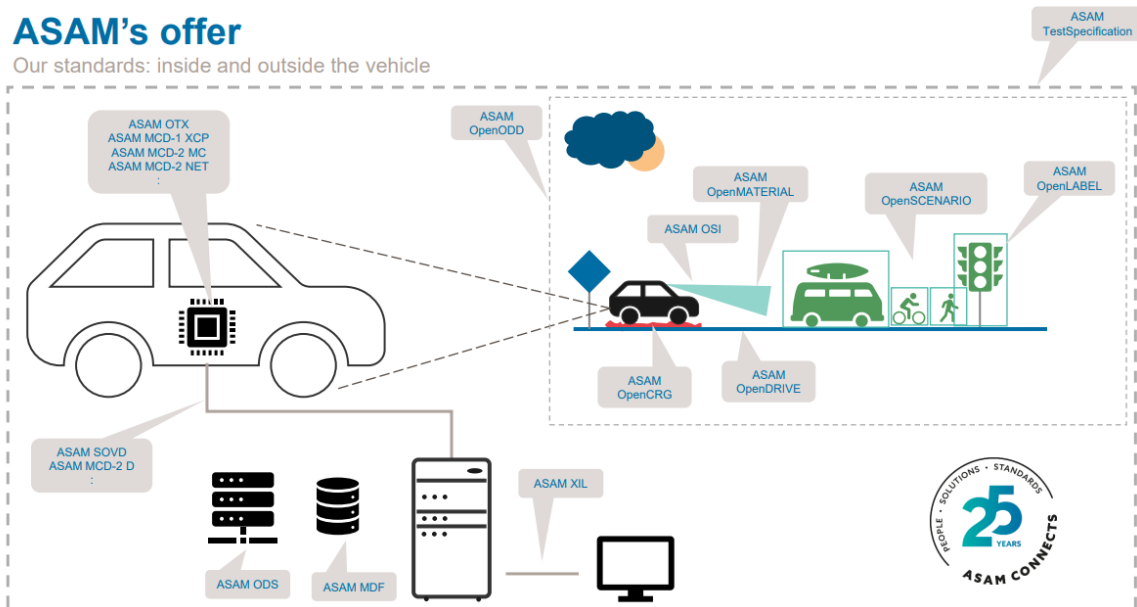 ASAM's offer
Our standards: inside and outside the vehicle
ASAM
TestSpecification
ASAM OTX
ASAM MCD-1 XCP
ASAM MCD-2 MC
ASAM MCD-2 NET
:
ASAM
OpenODD
ASAM
OpenMATERIAL
ASAM
OpenSCENARIO
ASAM
OpenLABEL
ASAM OSI
ASAM
OpenCRG
ASAM
OpenDRIVE
ASAM SOVD
ASAM MCD-2 D
:
ASAM XIL
ASAM ODS
ASAM MDF
PEOPLE · SOLUTIONS · STANDARDS
25
YEARS
ASAM CONNECTS